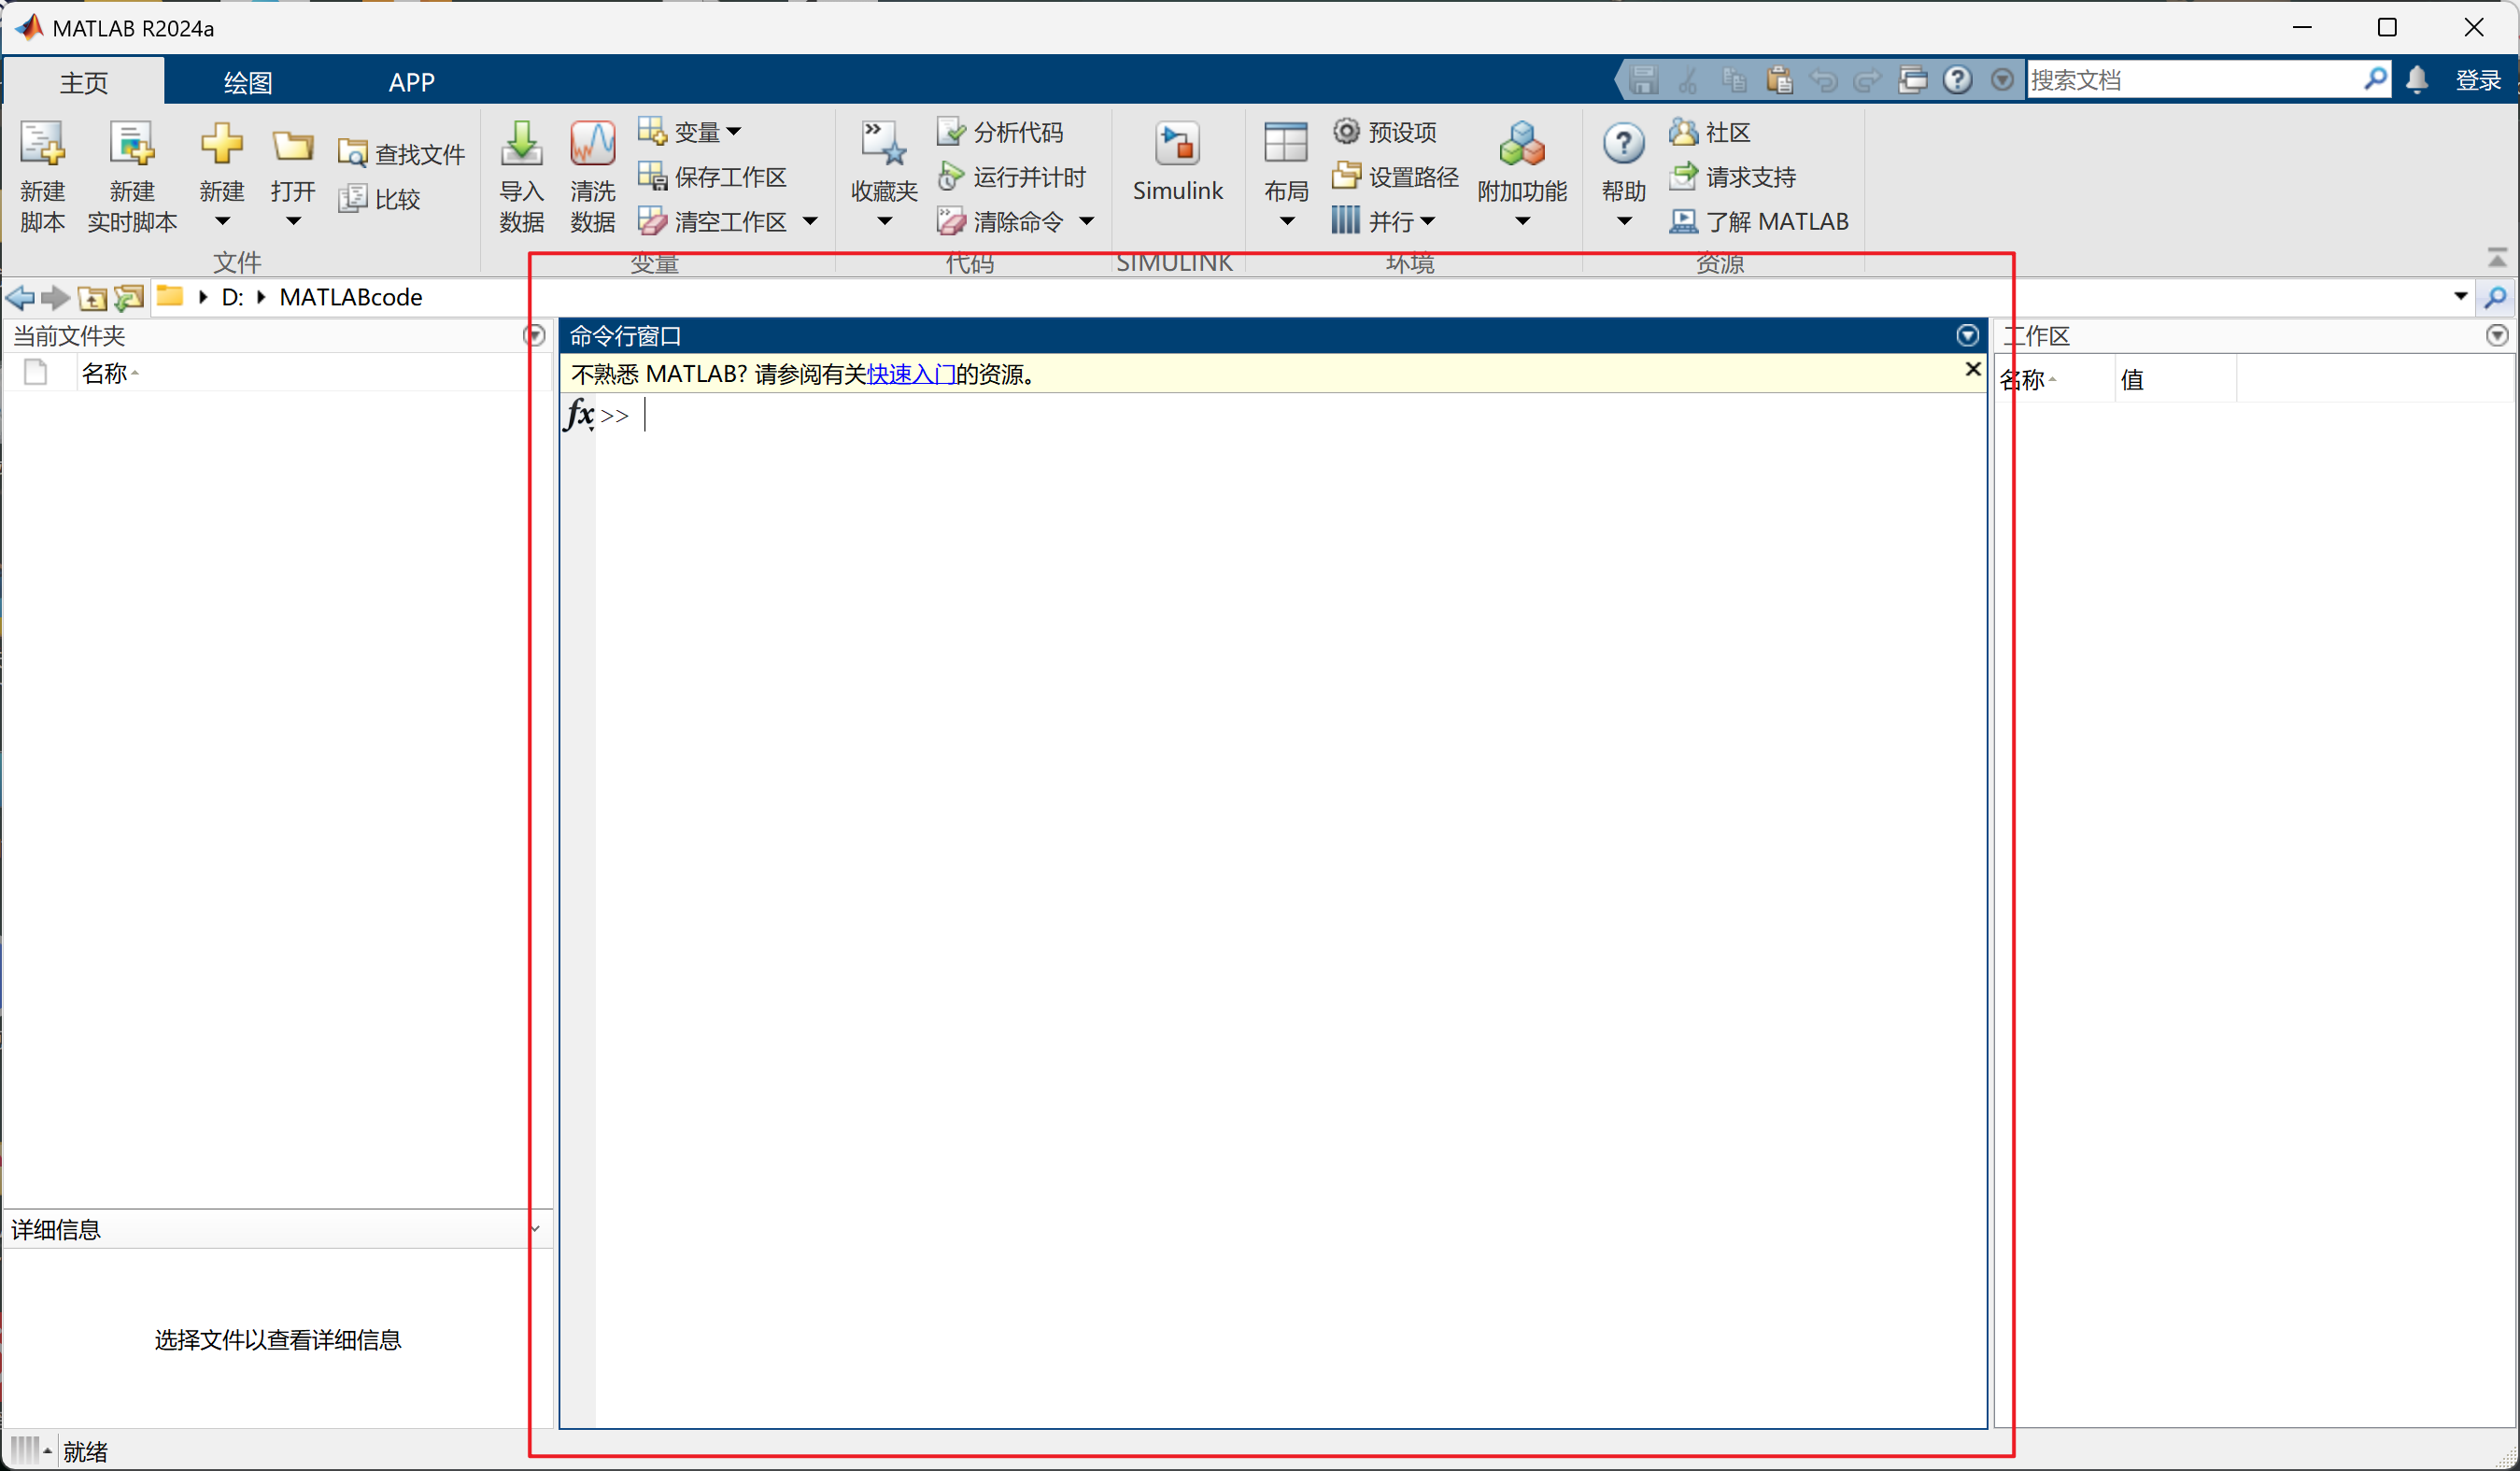 MATLAB R2024a
主页 绘图 APP 搜索文档 登录
新建
脚本
新建
实时脚本
新建
打开
查找文件
比较
文件
导入
数据
清洗
数据
变量
保存工作区
清空工作区
变量
收藏夹
分析代码
运行并计时
清除命令
代码
Simulink
SIMULINK
布局
预设项
设置路径
并行
附加功能
环境
帮助
社区
请求支持
了解 MATLAB
资源
D: MATLABcode
当前文件夹
名称
详细信息
选择文件以查看详细信息
命令行窗口
不熟悉 MATLAB? 请参阅有关快速入门的资源。
fx >>
工作区
名称 值
就绪